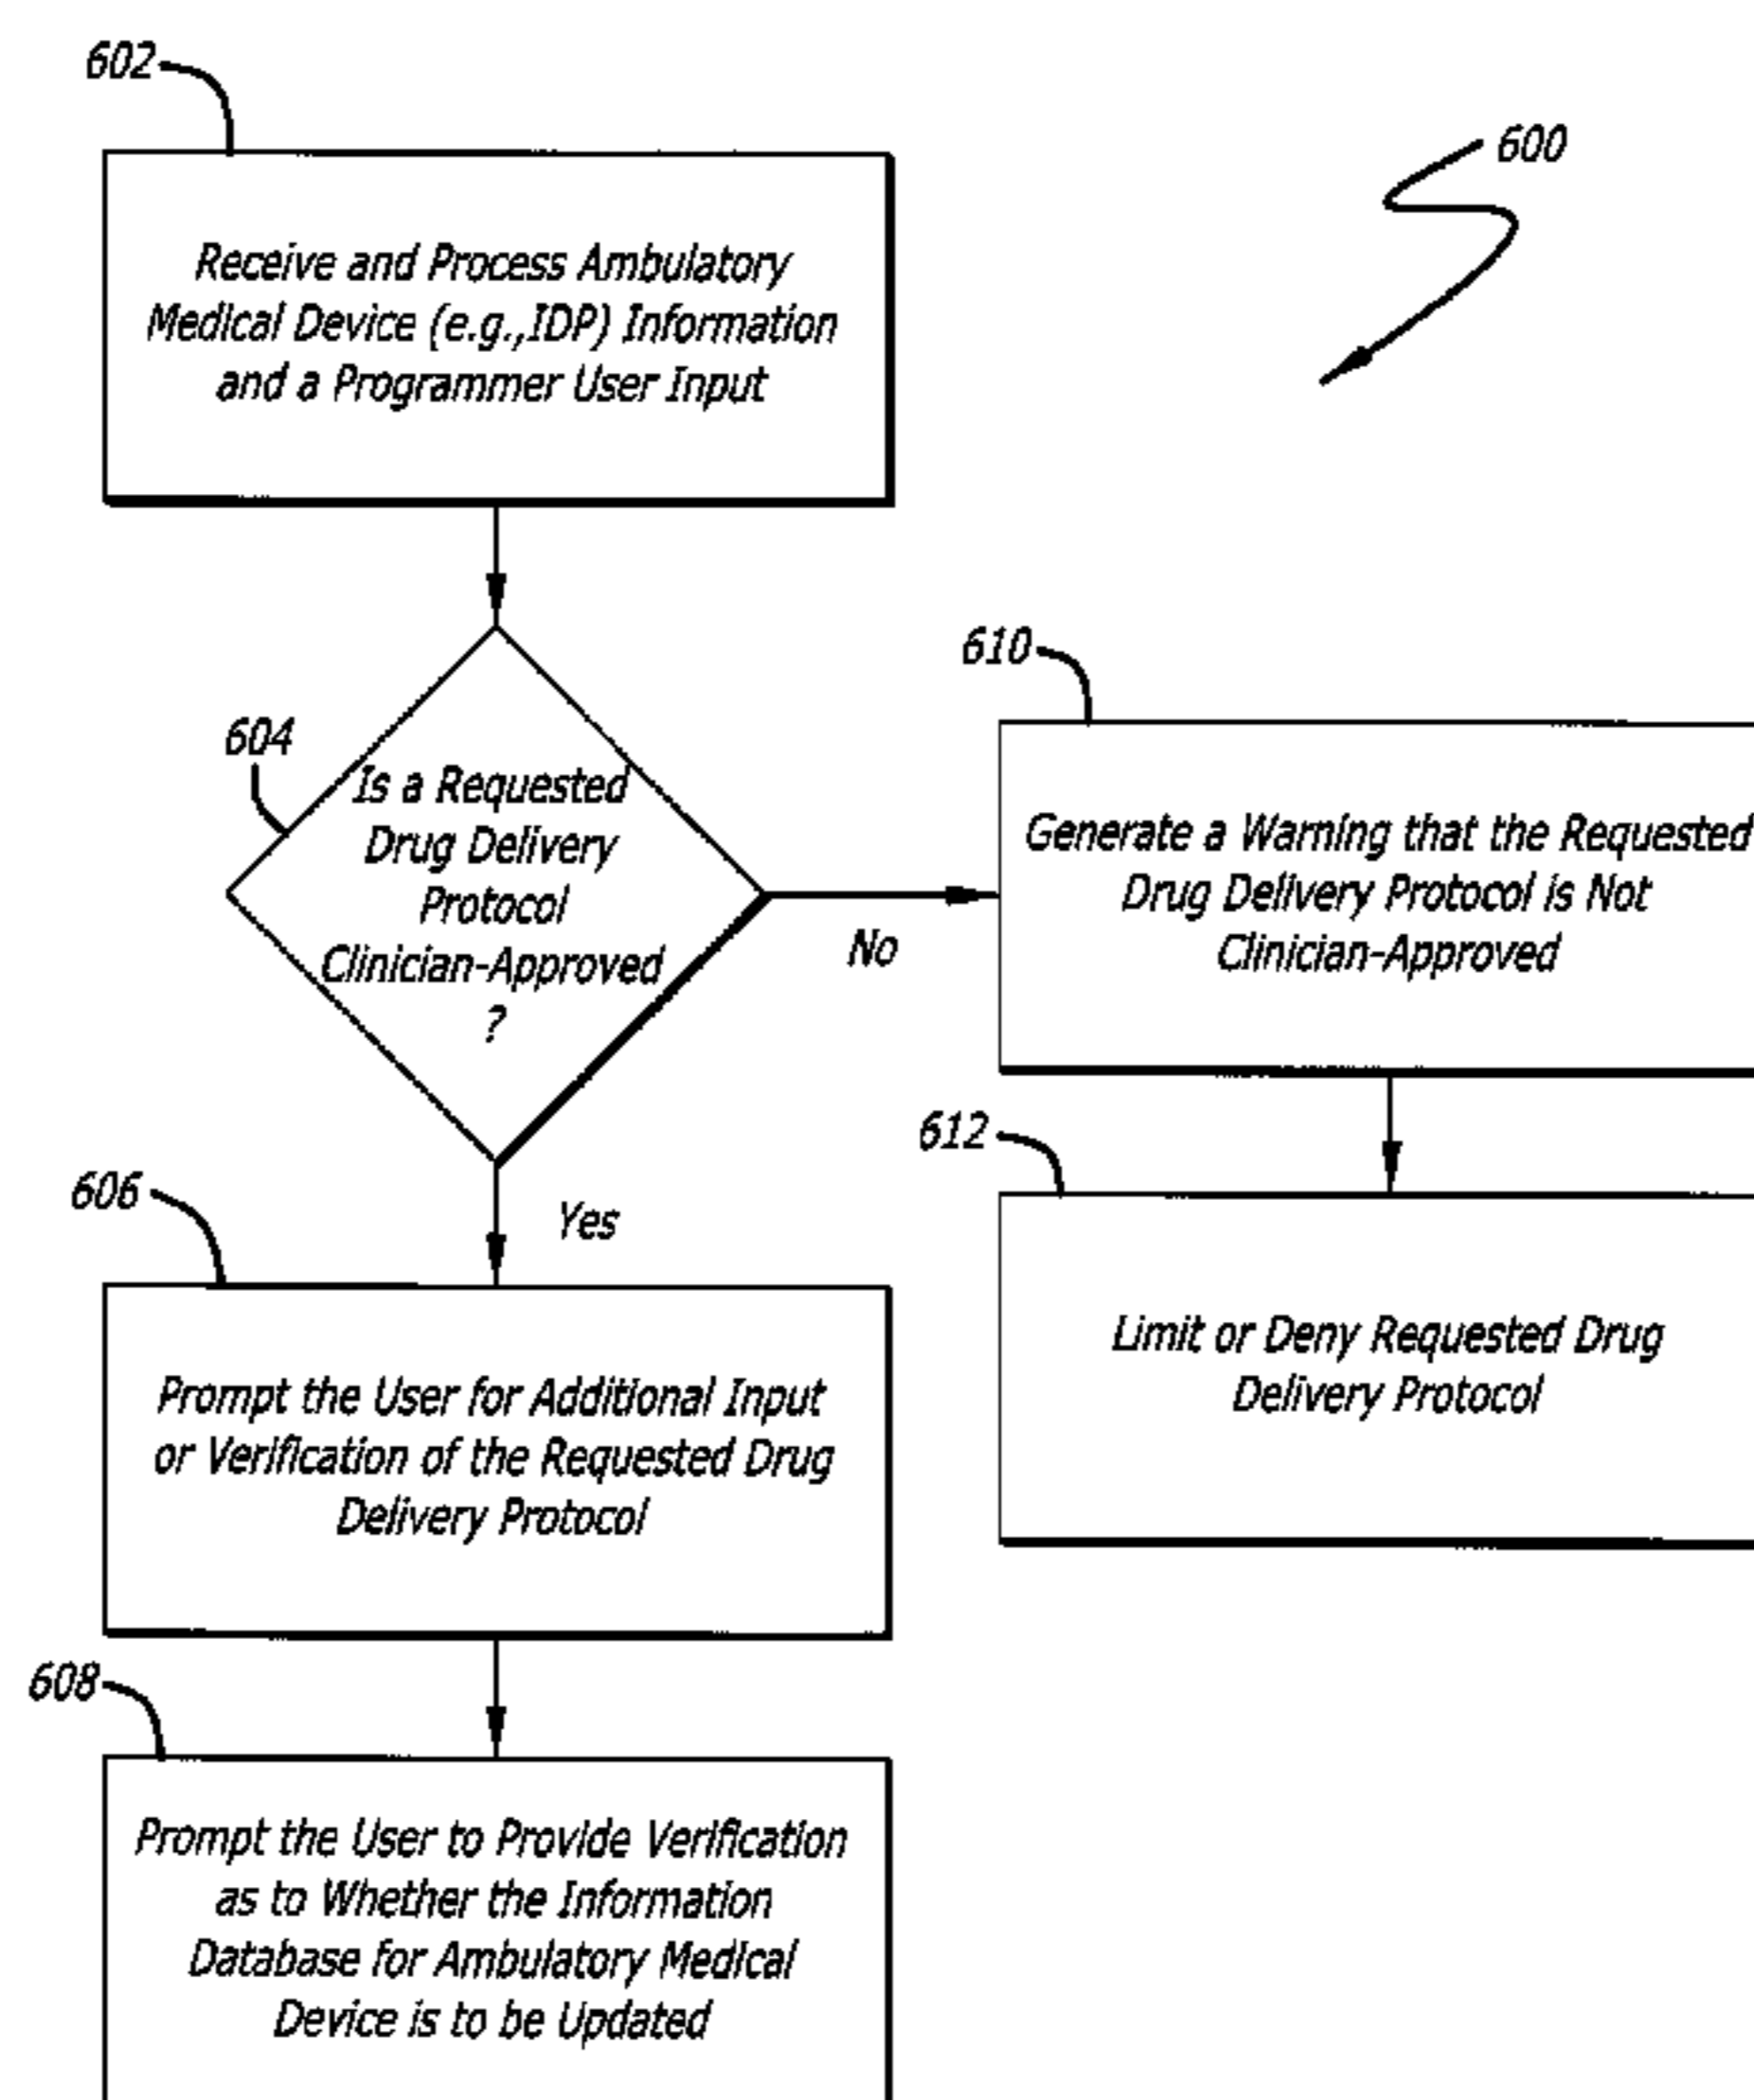 602
600
Receive and Process Ambulatory
Medical Device (e.g.,IDP) Information
and a Programmer User Input
604
Is a Requested
Drug Delivery
Protocol
Clinician-Approved
?
No
610
Generate a Warning that the Requested
Drug Delivery Protocol is Not
Clinician-Approved
Yes
612
Limit or Deny Requested Drug
Delivery Protocol
606
Prompt the User for Additional Input
or Verification of the Requested Drug
Delivery Protocol
608
Prompt the User to Provide Verification
as to Whether the Information
Database for Ambulatory Medical
Device is to be Updated